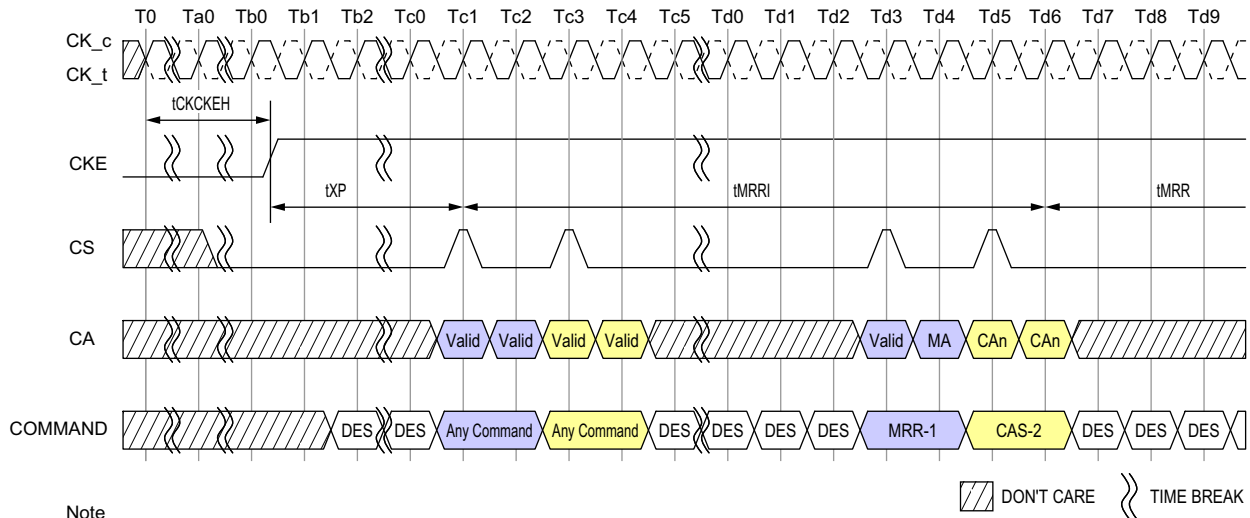 T0 Ta0 Tb0 Tb1 Tb2 Tc0 Tc1 Tc2 Tc3 Tc4 Tc5 Td0 Td1 Td2 Td3 Td4 Td5 Td6 Td7 Td8 Td9
CK_c
CK_t
tCKCKEH
CKE
tXP tMRRI tMRR
CS
CA Valid Valid Valid Valid Valid MA CAn CAn
COMMAND DES DES Any Command Any Command DES DES DES DES MRR-1 CAS-2 DES DES DES
DON'T CARE TIME BREAK
Note